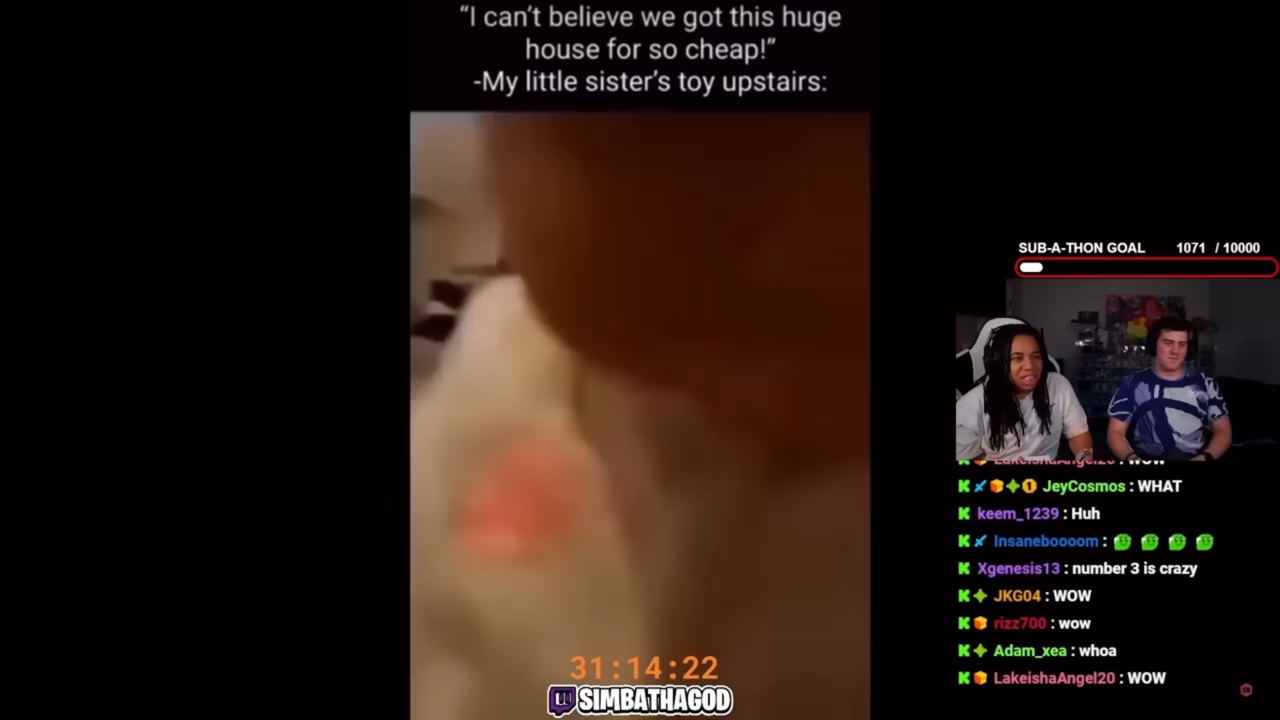 “I can’t believe we got this huge
house for so cheap!”
-My little sister’s toy upstairs:
SUB-A-THON GOAL 1071 / 10000
LakeishaAngel20 : WOW
JeyCosmos : WHAT
keem_1239 : Huh
Insaneboooom :
Xgenesis13 : number 3 is crazy
JKG04 : WOW
rizz700 : wow
Adam_xea : whoa
LakeishaAngel20 : WOW
31:14:22
SIMBATHAGOD